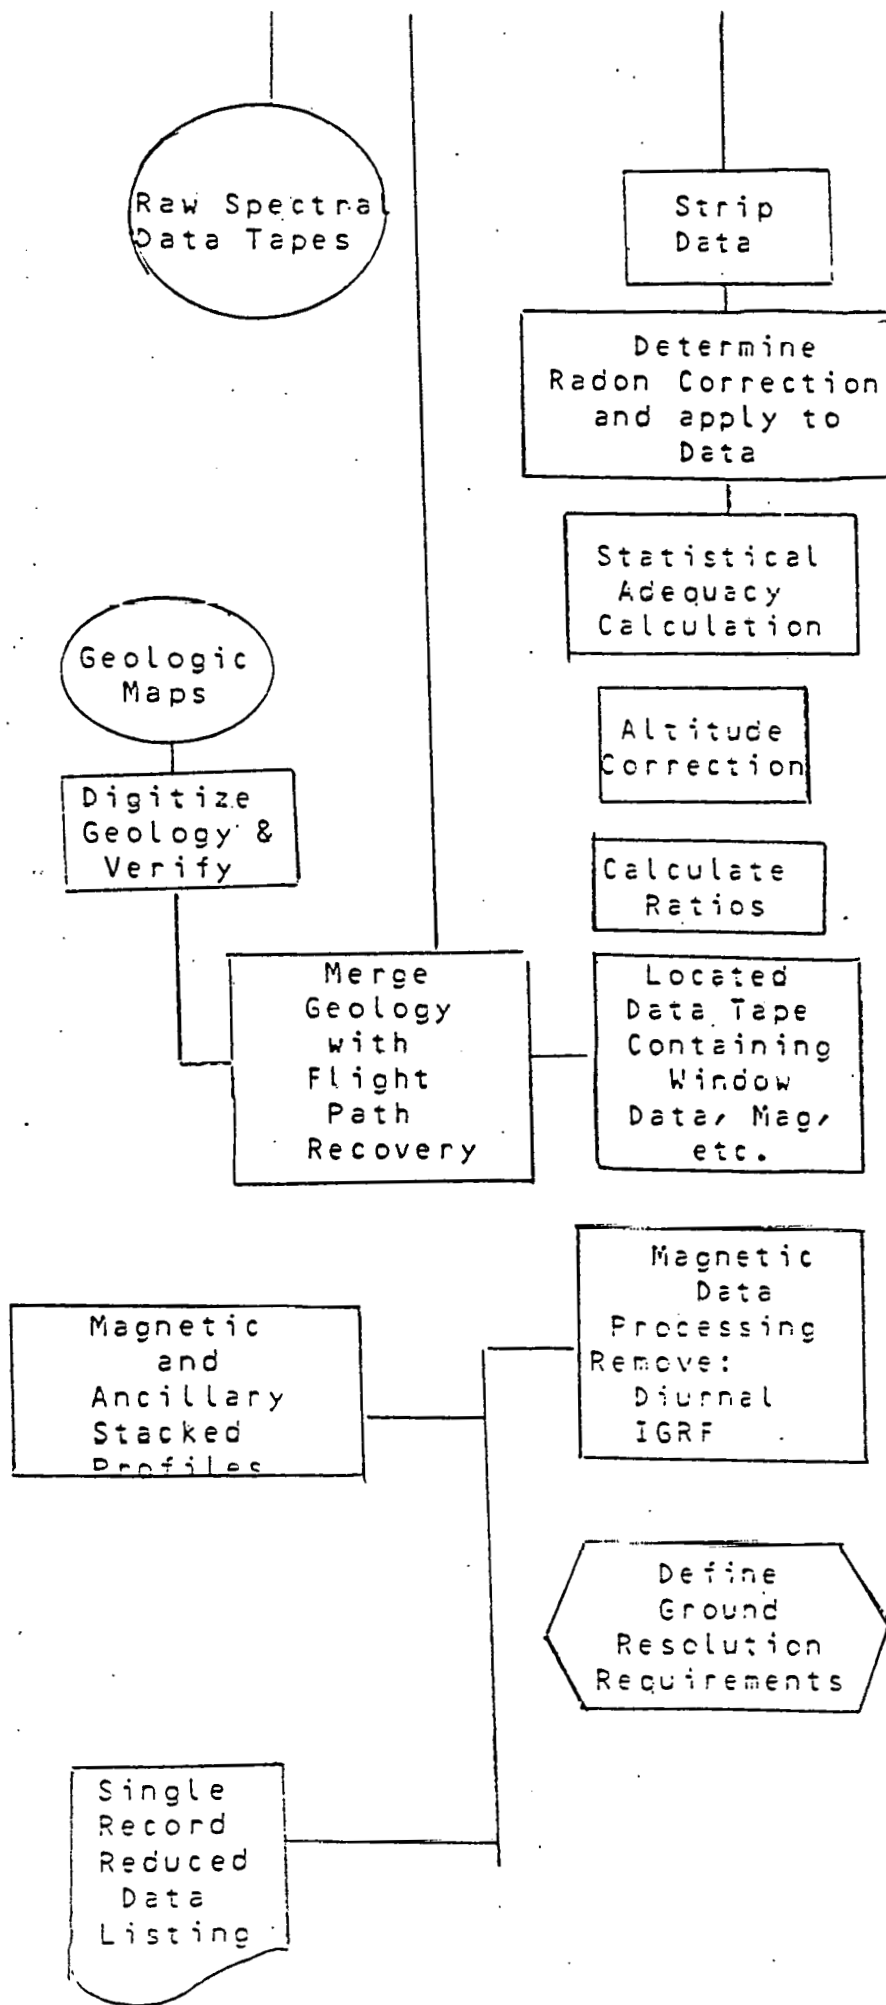 Raw Spectral
Data Tapes
Strip
Data
Determine
Radon Correction
and apply to
Data
Statistical
Adequacy
Calculation
Geologic
Maps
Altitude
Correction
Digitize
Geology &
Verify
Calculate
Ratios
Merge
Geology
with
Flight
Path
Recovery
Located
Data Tape
Containing
Window
Data, Mag,
etc.
Magnetic
Data
Processing
Remove:
Diurnal
IGRF
Magnetic
and
Ancillary
Stacked
Profiles
Define
Ground
Resolution
Requirements
Single
Record
Reduced
Data
Listing